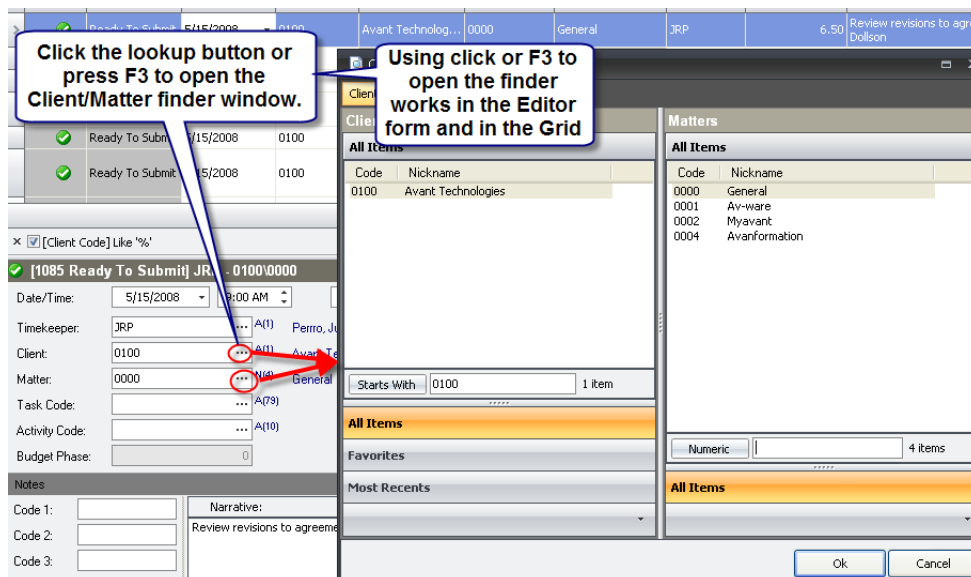 Ready To Submit 5/15/2008 0100 Avant Technolog... 0000 General JRP 6.50 Review revisions to agre
Dollson
Click the lookup button or
press F3 to open the
Client/Matter finder window.
Using click or F3 to
open the finder
works in the Editor
form and in the Grid
Ready To Submit 5/15/2008 0100
Ready To Submit 5/15/2008 0100
× [Client Code] Like '%'
[1085 Ready To Submit] JRP - 0100\0000
Date/Time: 5/15/2008 9:00 AM
Timekeeper: JRP ... A(1) Perrro, Ju
Client: 0100 ... A(1) Avant Te
Matter: 0000 ... N(4) General
Task Code: ... A(79)
Activity Code: ... A(10)
Budget Phase: 0
Notes
Code 1:
Code 2:
Code 3:
Narrative:
Review revisions to agreeme
Client
All Items
Code Nickname
0100 Avant Technologies
Starts With 0100 1 item
All Items
Favorites
Most Recents
Matters
All Items
Code Nickname
0000 General
0001 Av-ware
0002 Myavant
0004 Avanformation
Numeric 4 items
All Items
Ok Cancel